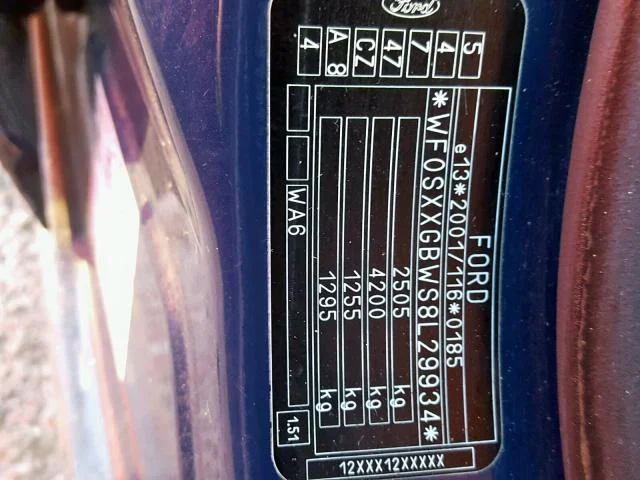 Ford
FORD
e13*2001/116*0185
*WF0SXXGBWS8L29934*
2505 kg
4200 kg
1255 kg
1295 kg
WA6
1.51
5
4
7
47
CZ
A 8
4
12XXX12XXXXX